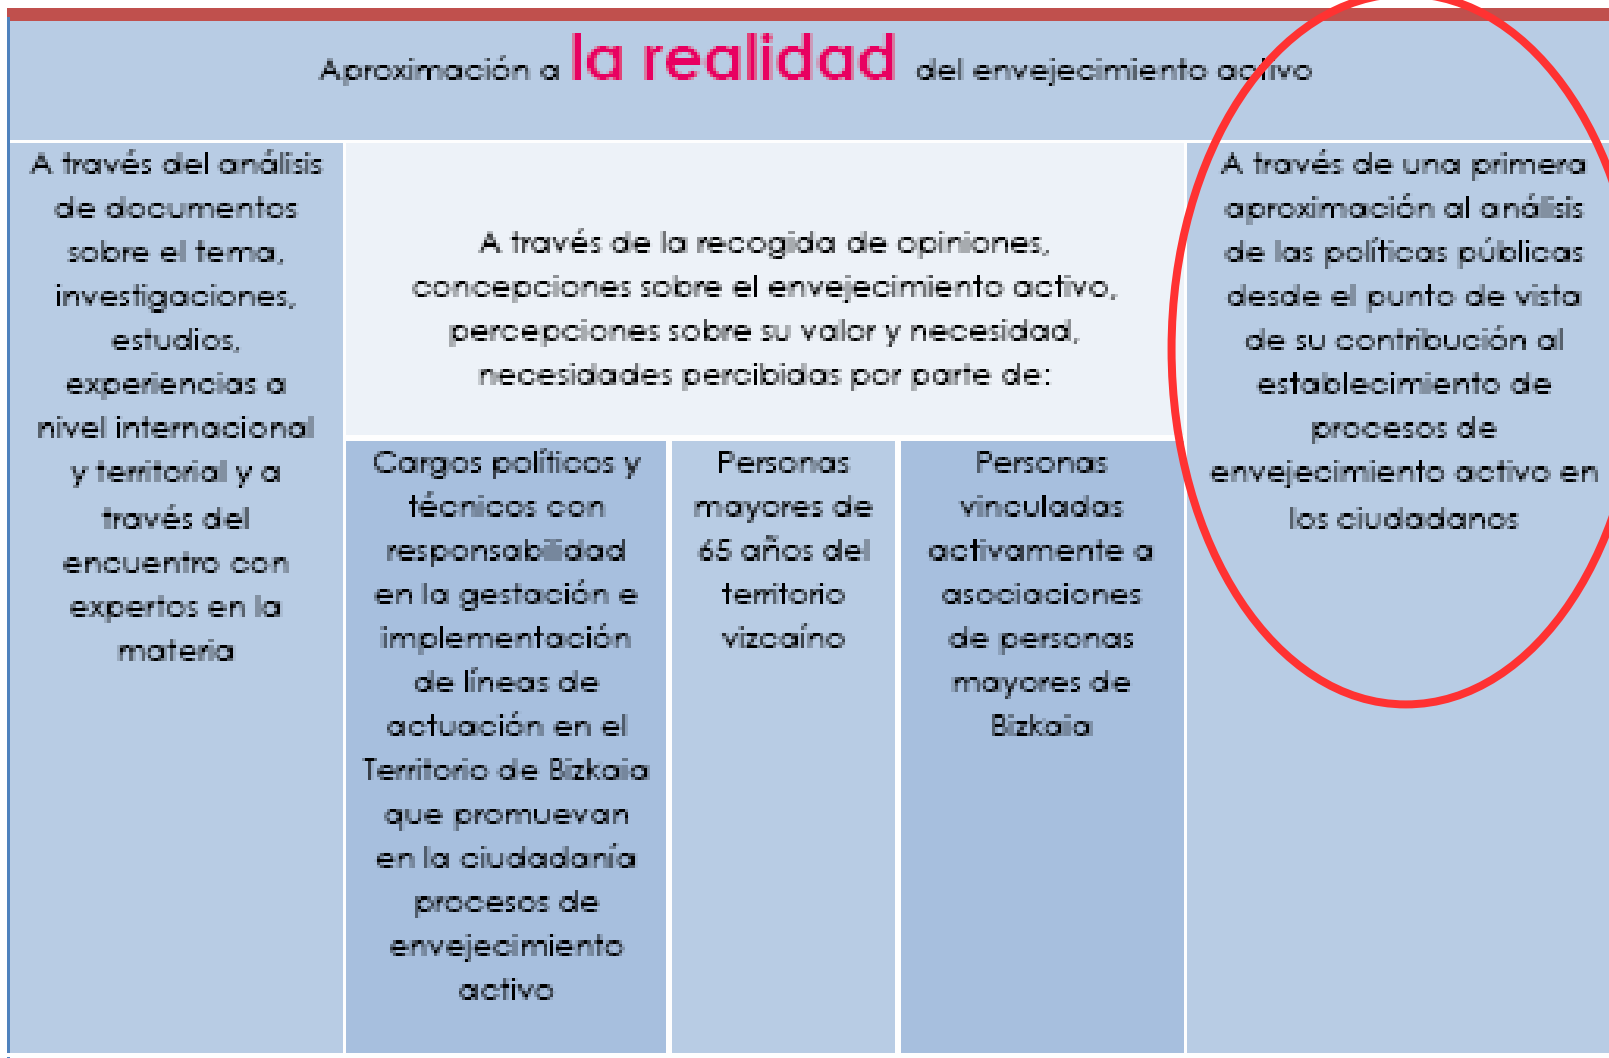 Aproximación a la realidad del envejecimiento activo
A través del análisis
de documentos
sobre el tema,
investigaciones,
estudios,
experiencias a
nivel internacional
y territorial y a
través del
encuentro con
expertos en la
materia
A través de la recogida de opiniones,
concepciones sobre el envejecimiento activo,
percepciones sobre su valor y necesidad,
necesidades percibidas por parte de:
Cargos políticos y
técnicos con
responsabilidad
en la gestación e
implementación
de líneas de
actuación en el
Territorio de Bizkaia
que promuevan
en la ciudadanía
procesos de
envejecimiento
activo
Personas
mayores de
65 años del
territorio
vizcaíno
Personas
vinculadas
activamente a
asociaciones
de personas
mayores de
Bizkaia
A través de una primera
aproximación al análisis
de las políticas públicas
desde el punto de vista
de su contribución al
establecimiento de
procesos de
envejecimiento activo en
los ciudadanos